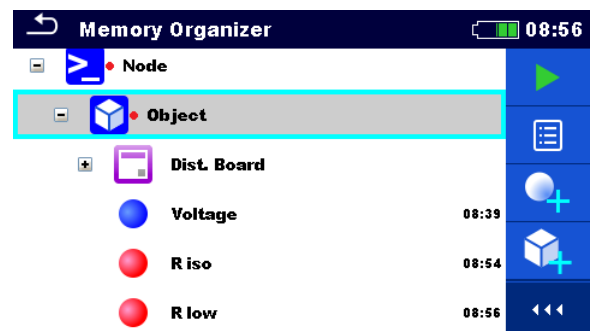 Memory Organizer 08:56
Node
Object
Dist. Board
Voltage 08:39
R iso 08:54
R low 08:56